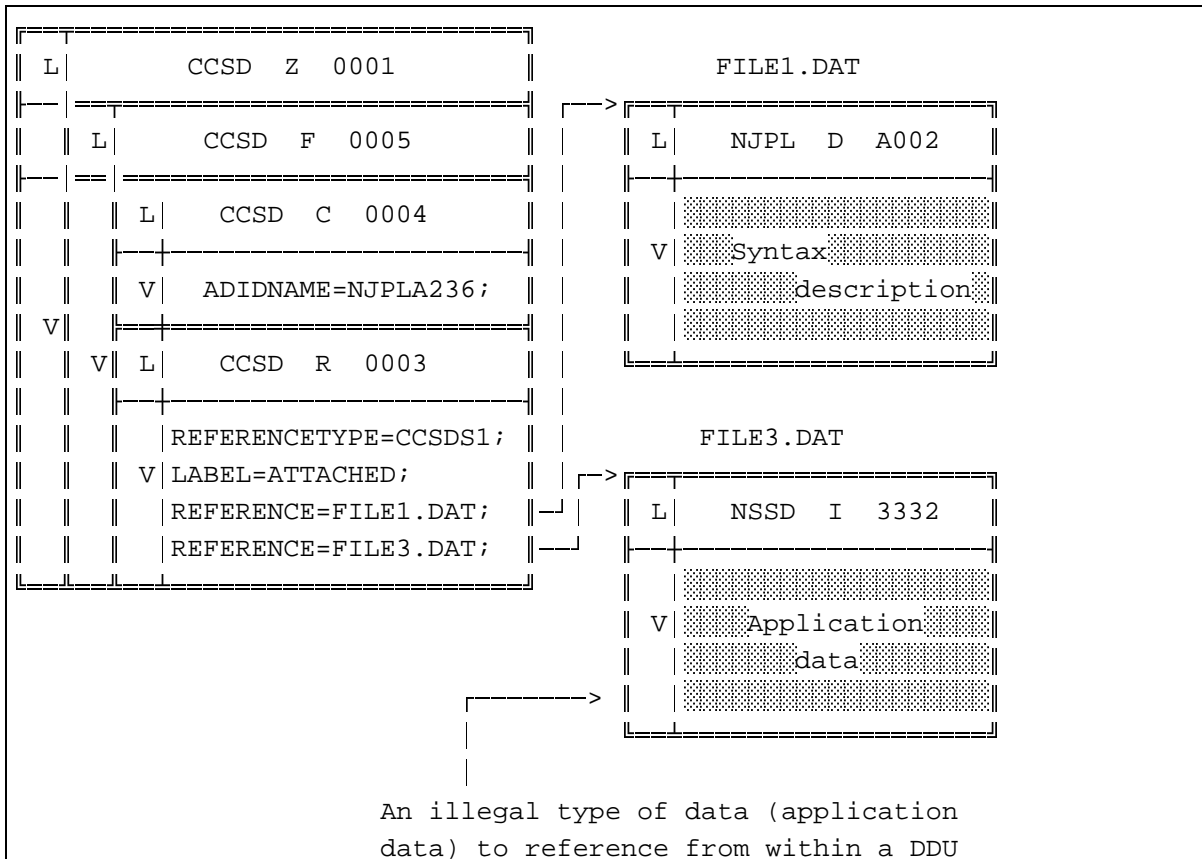 L CCSD Z 0001
FILE1.DAT
L CCSD F 0005
L NJPL D A002
L CCSD C 0004
V Syntax
V ADIDNAME=NJPLA236;
description
V
V L CCSD R 0003
REFERENCETYPE=CCSDS1;
FILE3.DAT
V LABEL=ATTACHED;
REFERENCE=FILE1.DAT;
L NSSD I 3332
REFERENCE=FILE3.DAT;
V Application
data
An illegal type of data (application
data) to reference from within a DDU